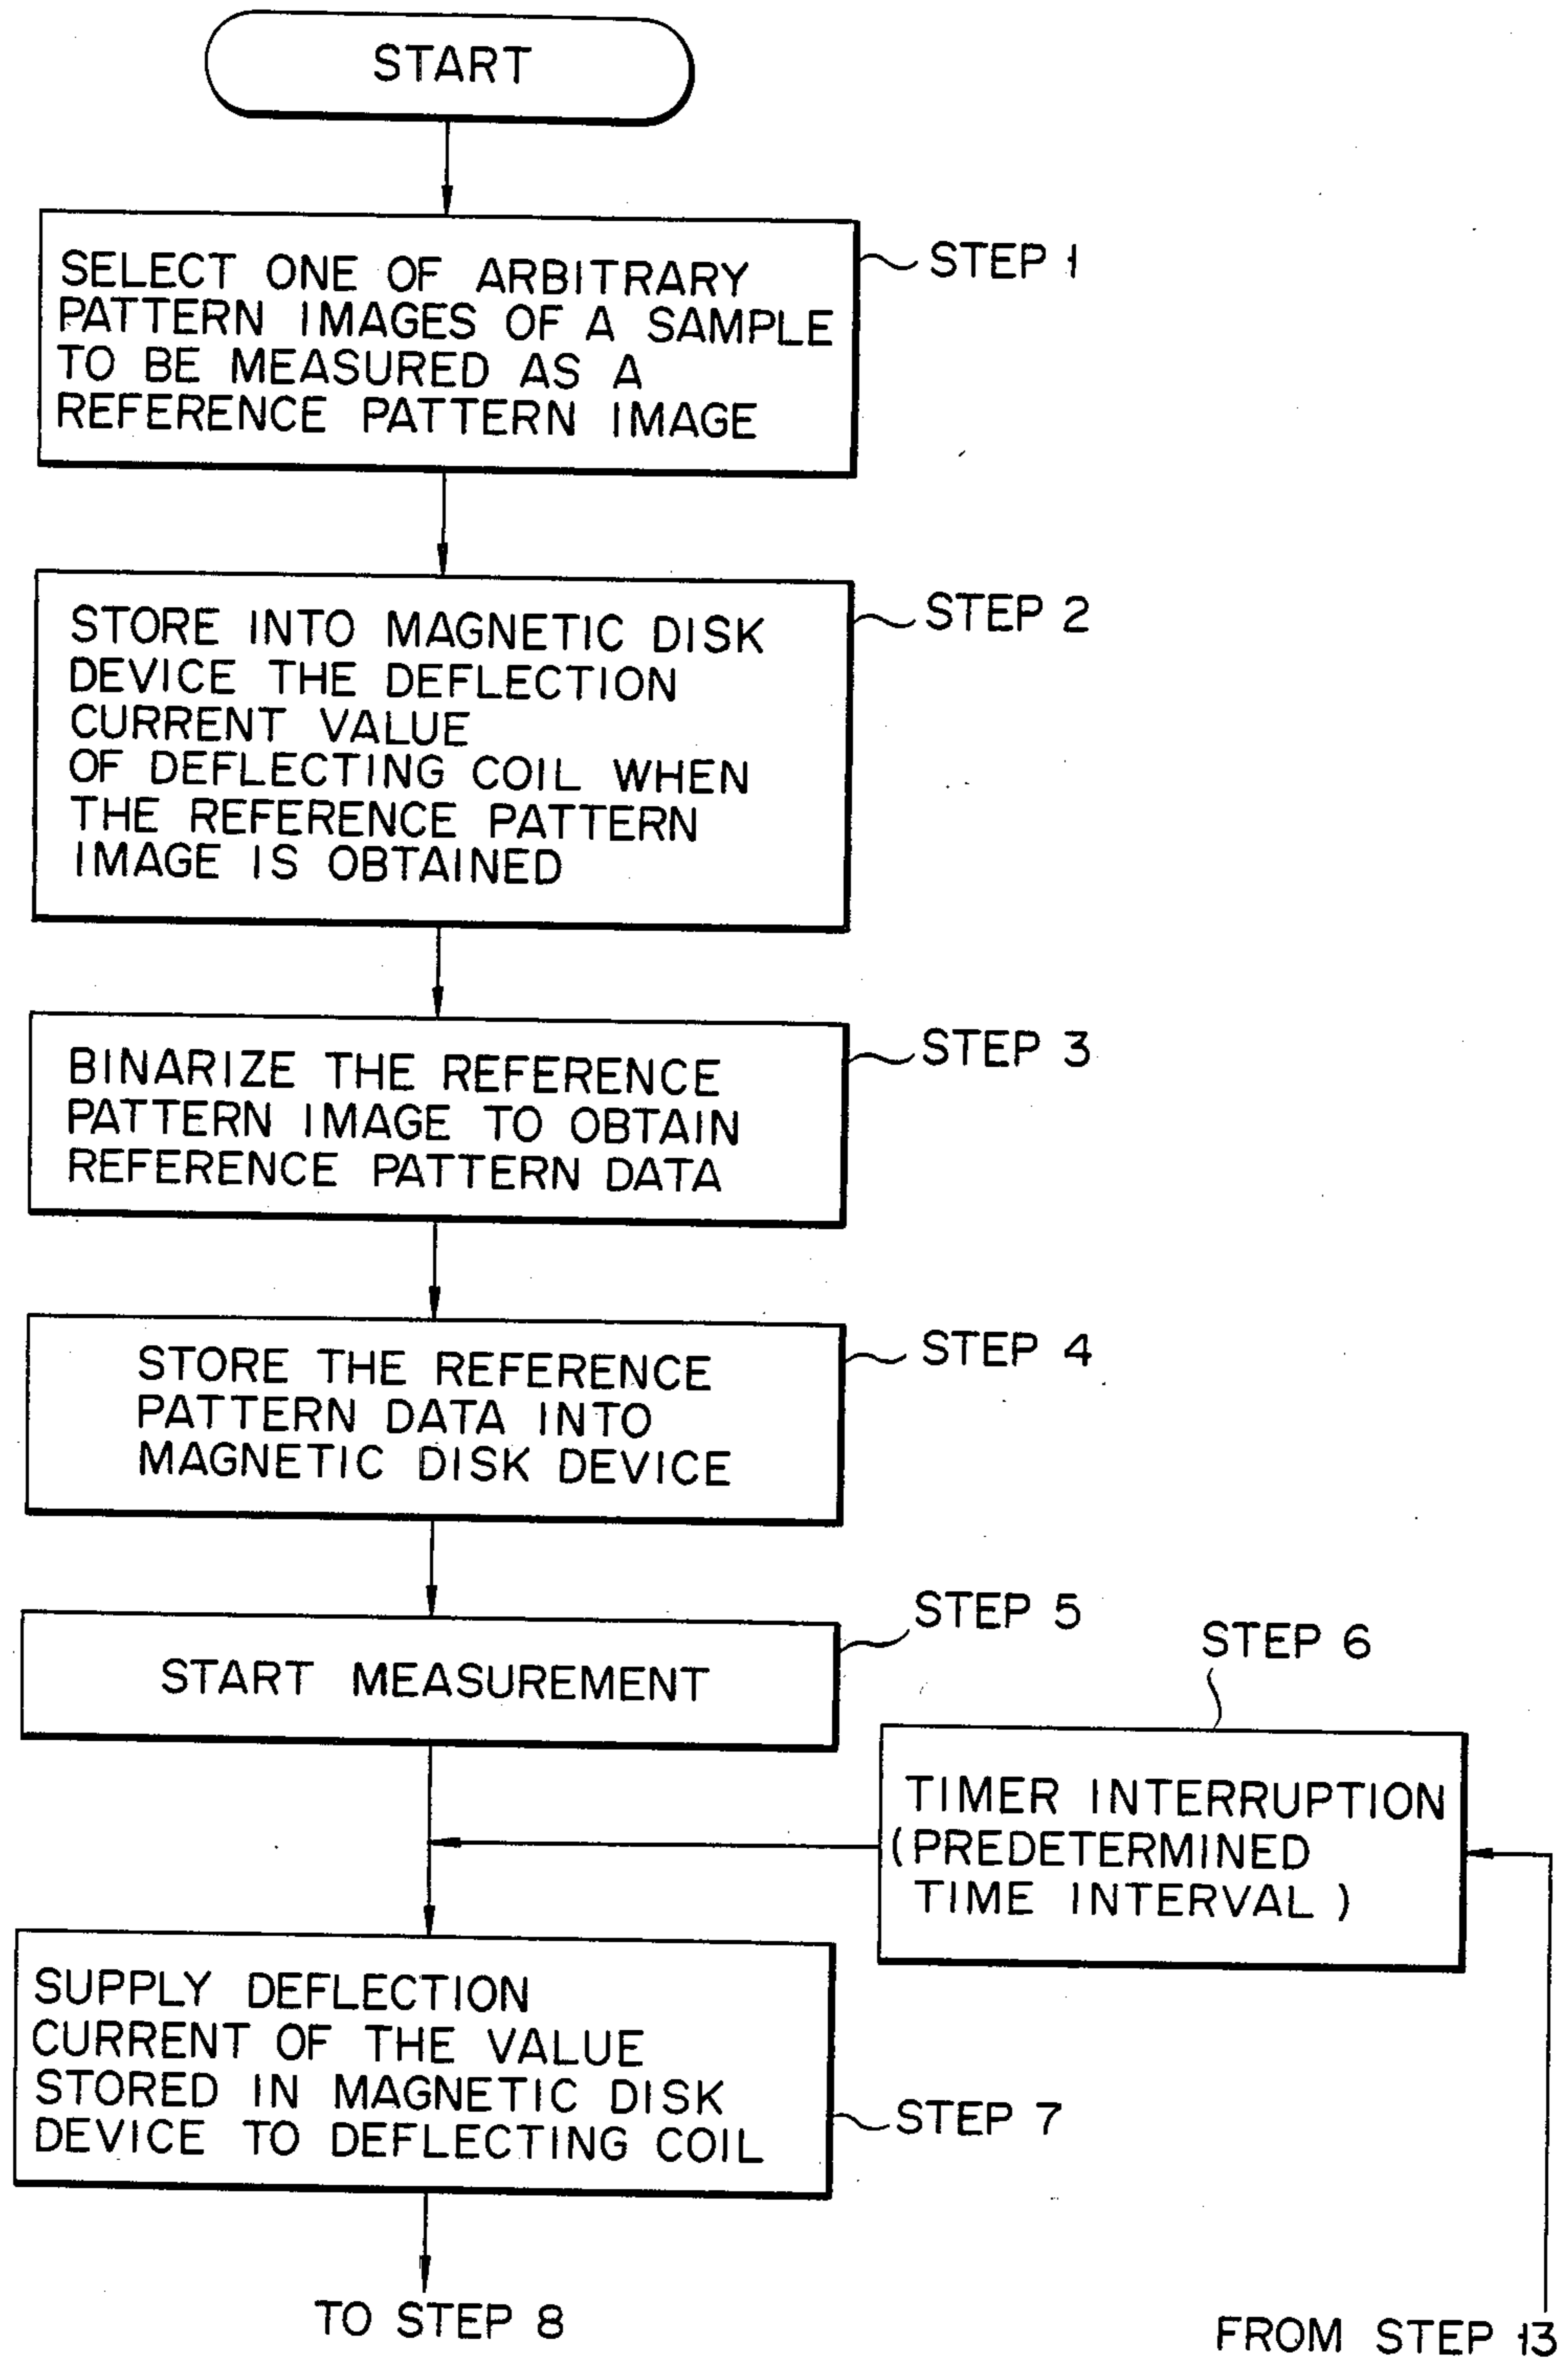 START
SELECT ONE OF ARBITRARY
PATTERN IMAGES OF A SAMPLE
TO BE MEASURED AS A
REFERENCE PATTERN IMAGE
STEP 1
STORE INTO MAGNETIC DISK
DEVICE THE DEFLECTION
CURRENT VALUE
OF DEFLECTING COIL WHEN
THE REFERENCE PATTERN
IMAGE IS OBTAINED
STEP 2
BINARIZE THE REFERENCE
PATTERN IMAGE TO OBTAIN
REFERENCE PATTERN DATA
STEP 3
STORE THE REFERENCE
PATTERN DATA INTO
MAGNETIC DISK DEVICE
STEP 4
START MEASUREMENT
STEP 5
STEP 6
TIMER INTERRUPTION
(PREDETERMINED
TIME INTERVAL)
SUPPLY DEFLECTION
CURRENT OF THE VALUE
STORED IN MAGNETIC DISK
DEVICE TO DEFLECTING COIL
STEP 7
TO STEP 8
FROM STEP 13